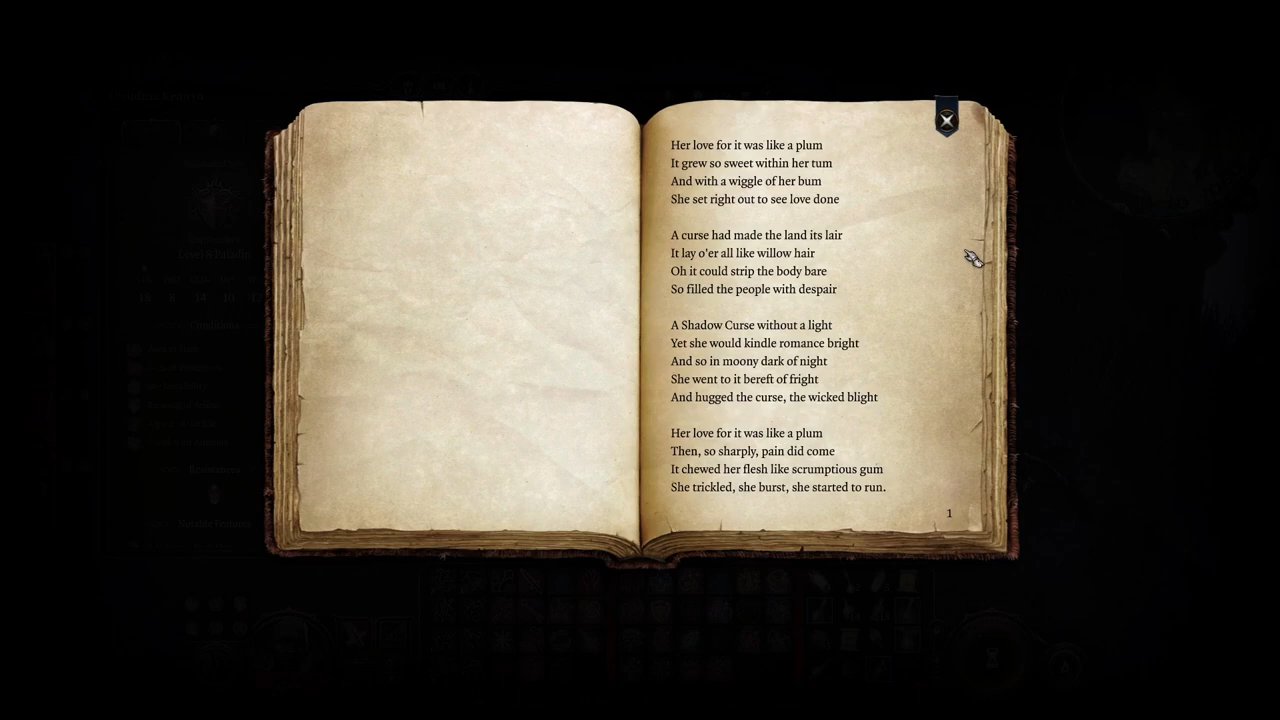 Her love for it was like a plum
It grew so sweet within her tum
And with a wiggle of her bum
She set right out to see love done
A curse had made the land its lair
It lay o'er all like willow hair
Oh it could strip the body bare
So filled the people with despair
A Shadow Curse without a light
Yet she would kindle romance bright
And so in moony dark of night
She went to it bereft of fright
And hugged the curse, the wicked blight
Her love for it was like a plum
Then, so sharply, pain did come
It chewed her flesh like scrumptious gum
She trickled, she burst, she started to run.
1